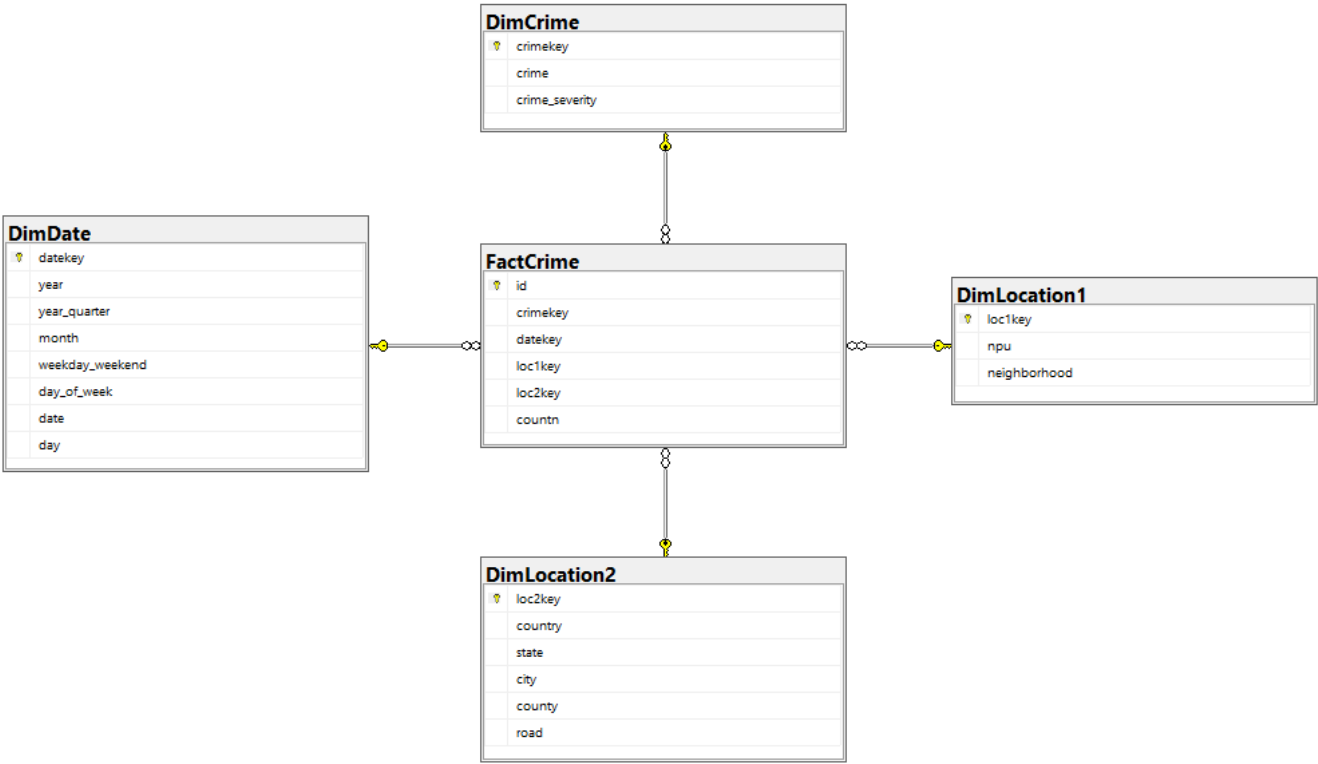 DimCrime
crimekey
crime
crime_severity
DimDate
datekey
year
year_quarter
month
weekday_weekend
day_of_week
date
day
FactCrime
id
crimekey
datekey
loc1key
loc2key
countn
DimLocation1
loc1key
npu
neighborhood
DimLocation2
loc2key
country
state
city
county
road